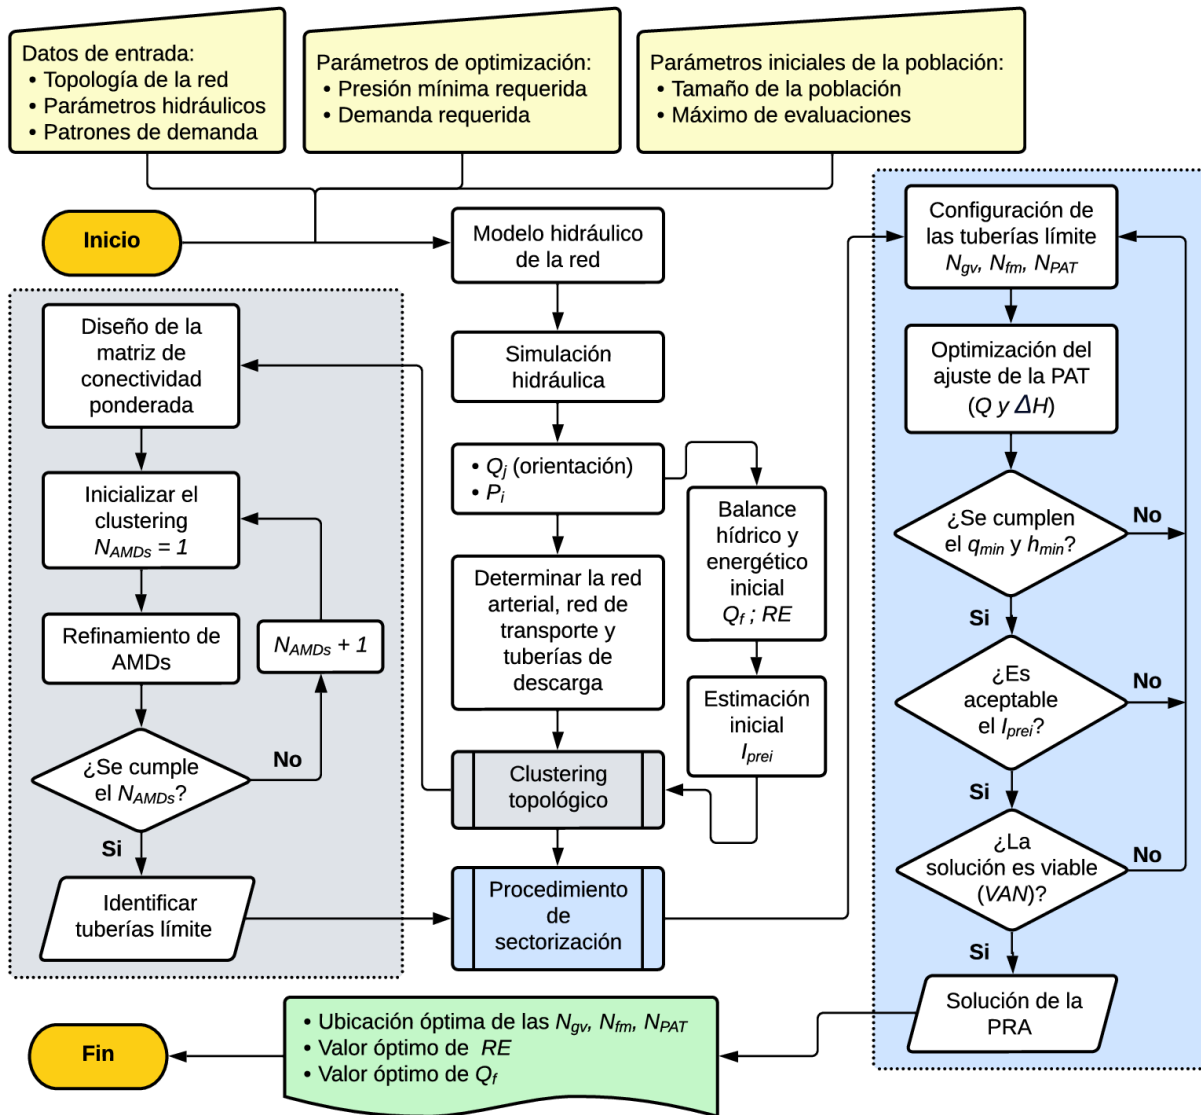 Datos de entrada:
• Topología de la red
• Parámetros hidráulicos
• Patrones de demanda
Parámetros de optimización:
• Presión mínima requerida
• Demanda requerida
Parámetros iniciales de la población:
• Tamaño de la población
• Máximo de evaluaciones
Inicio
Modelo hidráulico
de la red
Simulación
hidráulica
• Qj (orientación)
• Pi
Balance
hídrico y
energético
inicial
Qf ; RE
Estimación
inicial
Iprei
Determinar la red
arterial, red de
transporte y
tuberías de
descarga
Clustering
topológico
Diseño de la
matriz de
conectividad
ponderada
Inicializar el
clustering
NAMDs = 1
Refinamiento de
AMDs
NAMDs + 1
¿Se cumple
el NAMDs?
No
Si
Identificar
tuberías límite
Procedimiento
de
sectorización
Configuración de
las tuberías límite
Ngv, Nfm, NPAT
Optimización del
ajuste de la PAT
(Q y ΔH)
¿Se cumplen
el qmin y hmin?
No
Si
¿Es
aceptable
el Iprei?
No
Si
¿La
solución es viable
(VAN)?
No
Si
Solución de la
PRA
• Ubicación óptima de las Ngv, Nfm, NPAT
• Valor óptimo de RE
• Valor óptimo de Qf
Fin